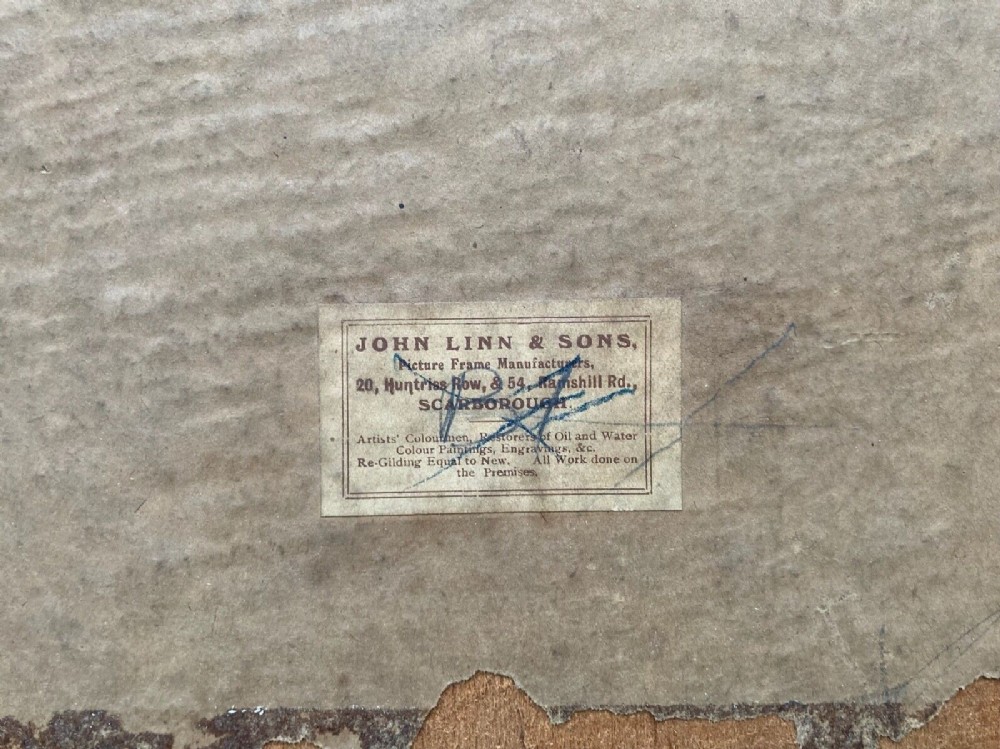 JOHN LINN & SONS,
Picture Frame Manufacturers,
20, Huntriss Row, & 54, Ramshill Rd.,
SCARBOROUGH.
Artists' Colourmen, Restorers of Oil and Water
Colour Paintings, Engravings, &c.
Re-Gilding Equal to New. All Work done on
the Premises.